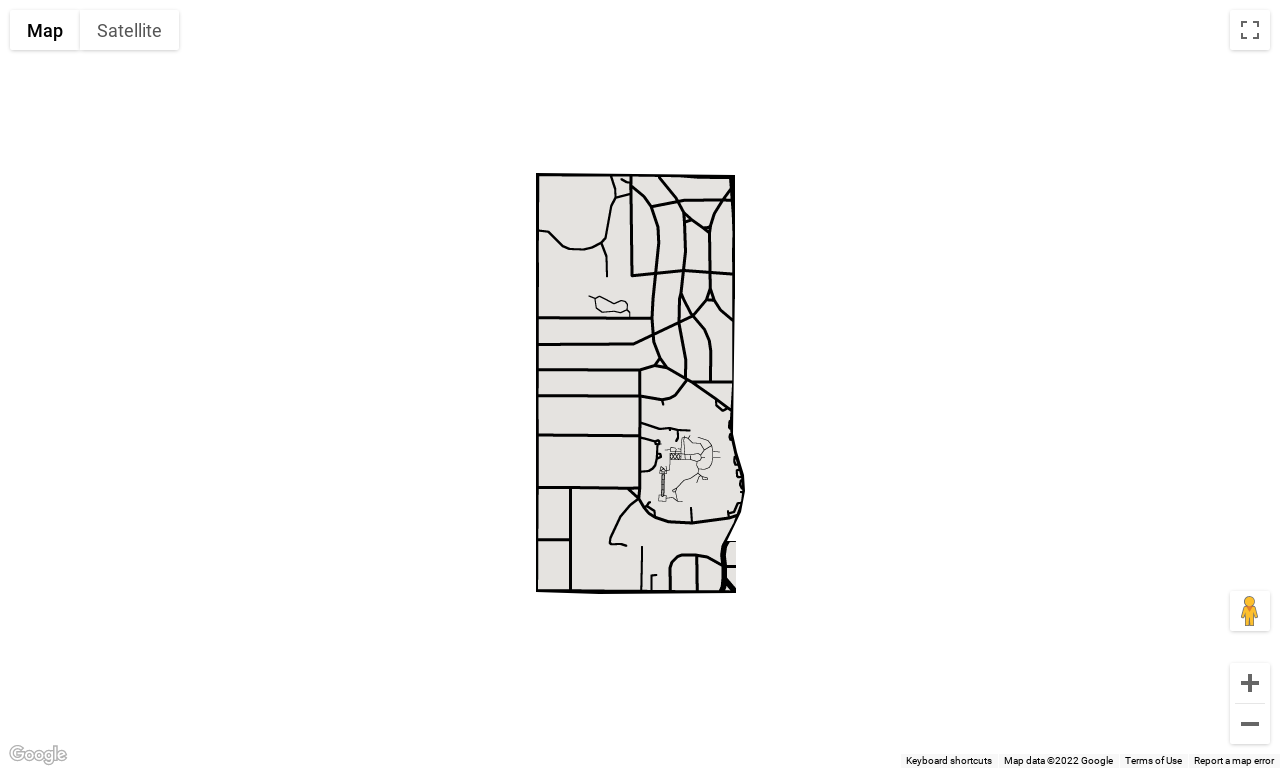 Map Satellite
Google
Keyboard shortcuts Map data ©2022 Google Terms of Use Report a map error